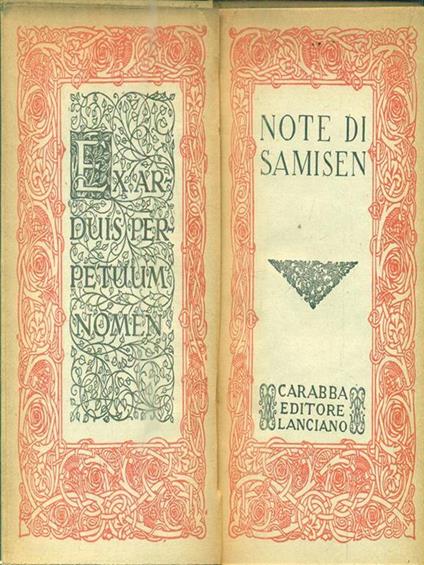 EX AR-
DUIS PER-
PETUUM
NOMEN
NOTE DI
SAMISEN
CARABBA
EDITORE
LANCIANO